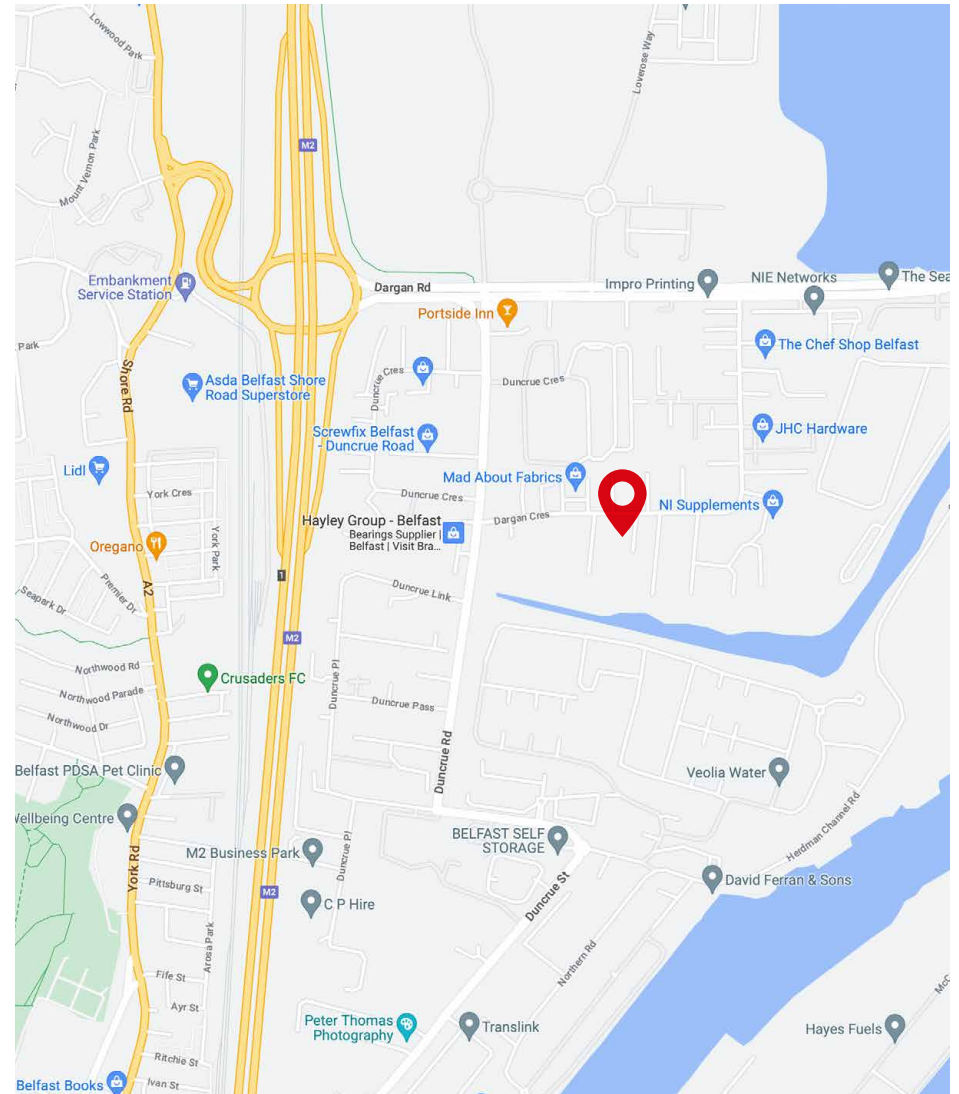 Lowwood Park
Loverose Way
M2
Mount Vernon Park
Embankment
Service Station
Dargan Rd
Impro Printing
NIE Networks
The Sea
Portside Inn
Park
The Chef Shop Belfast
Shore Rd
Asda Belfast Shore
Road Superstore
Duncrue Cres
Duncrue Cres
Screwfix Belfast
- Duncrue Road
JHC Hardware
Lidl
Mad About Fabrics
York Cres
Duncrue Cres
NI Supplements
Hayley Group - Belfast
Bearings Supplier |
Belfast | Visit Bra...
Dargan Cres
Oregano
York Park
1
A2
Premier Dr
Seapark Dr
Duncrue Link
M2
Northwood Rd
Crusaders FC
Northwood Parade
Duncrue Pl
Duncrue Pass
Northwood Dr
Duncrue Rd
Belfast PDSA Pet Clinic
Veolia Water
Wellbeing Centre
BELFAST SELF
STORAGE
Herdman Channel Rd
M2 Business Park
Duncrue Pl
York Rd
Pittsburg St
M2
C P Hire
Duncrue St
David Ferran & Sons
Arosa Park
Northern Rd
Fife St
Ayr St
McC
Peter Thomas
Photography
Translink
Hayes Fuels
Ritchie St
Belfast Books
Ivan St